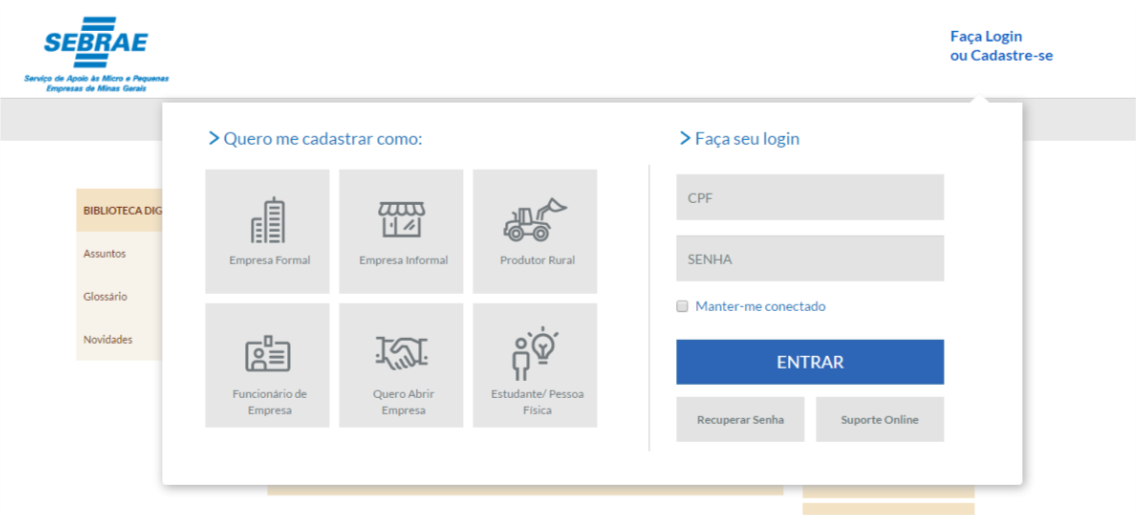 SEBRAE
Serviço de Apoio às Micro e Pequenas
Empresas de Minas Gerais
Faça Login
ou Cadastre-se
Quero me cadastrar como:
Faça seu login
BIBLIOTECA DIG
Assuntos
Glossário
Novidades
Empresa Formal
Empresa Informal
Produtor Rural
Funcionário de
Empresa
Quero Abrir
Empresa
Estudante/ Pessoa
Física
CPF
SENHA
Manter-me conectado
ENTRAR
Recuperar Senha
Suporte Online